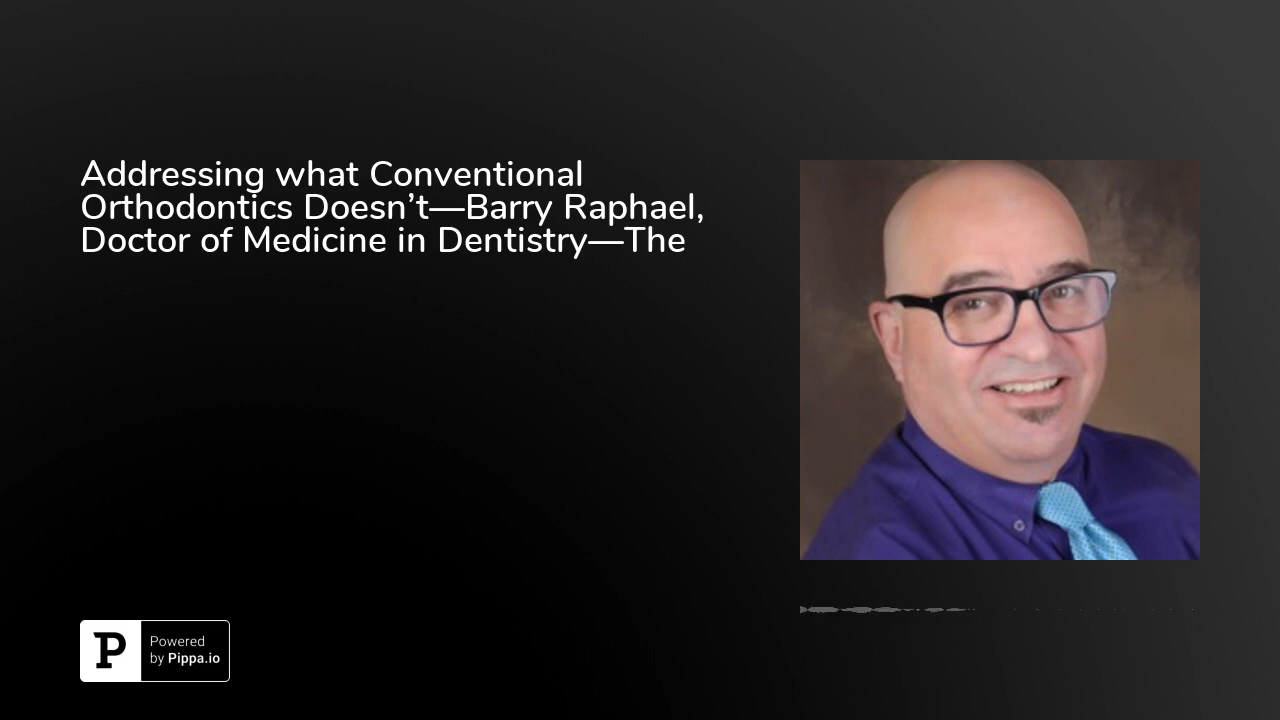 Addressing what Conventional
Orthodontics Doesn’t—Barry Raphael,
Doctor of Medicine in Dentistry—The
P
Powered
by Pippa.io